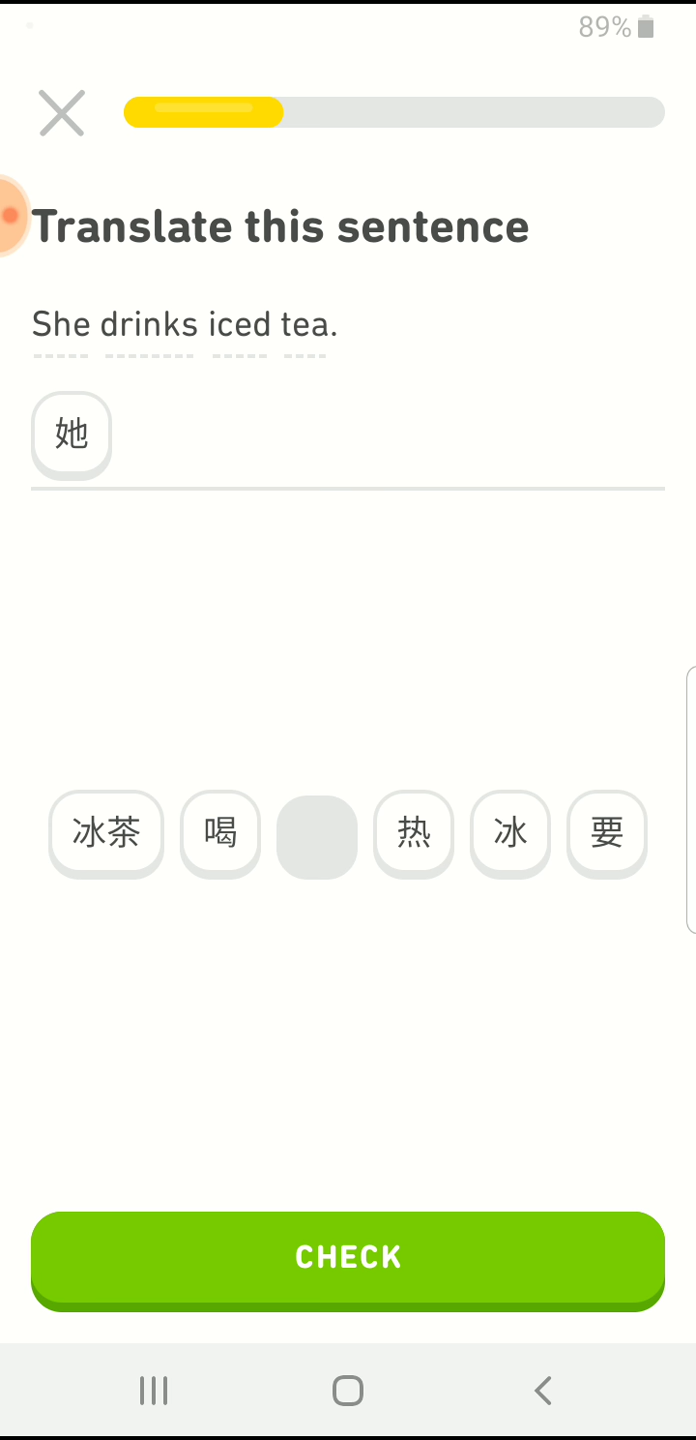 89%
Translate this sentence
She drinks iced tea.
她
冰茶 喝 热 冰 要
CHECK